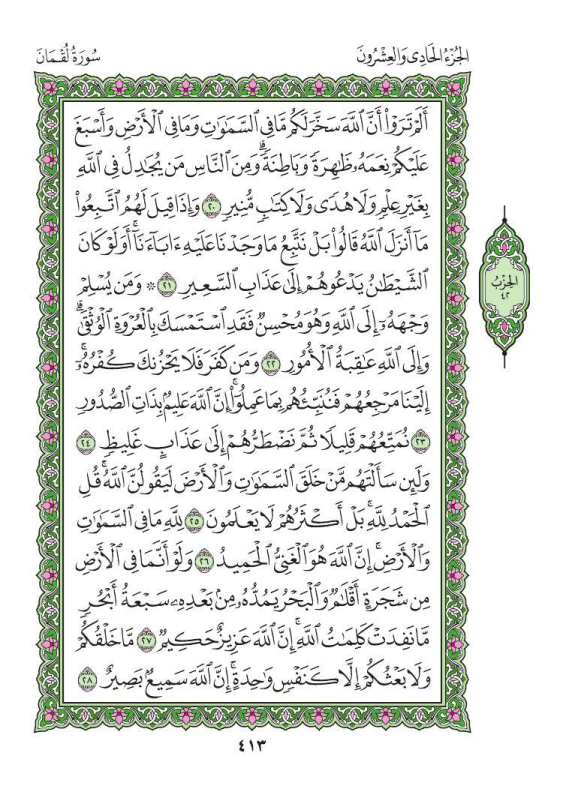 الجُزْءُ الحَادِي وَالعِشْرُونَ
سُورَةُ لُقْمَانَ
أَلَمْ تَرَوْا۟ أَنَّ ٱللَّهَ سَخَّرَ لَكُم مَّا فِى ٱلسَّمَـٰوَٰتِ وَمَا فِى ٱلْأَرْضِ وَأَسْبَغَ
عَلَيْكُمْ نِعَمَهُۥ ظَـٰهِرَةً وَبَاطِنَةً ۗ وَمِنَ ٱلنَّاسِ مَن يُجَـٰدِلُ فِى ٱللَّهِ
بِغَيْرِ عِلْمٍ وَلَا هُدًى وَلَا كِتَـٰبٍ مُّنِيرٍ ٢٠ وَإِذَا قِيلَ لَهُمُ ٱتَّبِعُوا۟
مَآ أَنزَلَ ٱللَّهُ قَالُوا۟ بَلْ نَتَّبِعُ مَا وَجَدْنَا عَلَيْهِ ءَابَآءَنَآ ۚ أَوَلَوْ كَانَ
ٱلشَّيْطَـٰنُ يَدْعُوهُمْ إِلَىٰ عَذَابِ ٱلسَّعِيرِ ٢١ ۞ وَمَن يُسْلِمْ
وَجْهَهُۥٓ إِلَى ٱللَّهِ وَهُوَ مُحْسِنٌ فَقَدِ ٱسْتَمْسَكَ بِٱلْعُرْوَةِ ٱلْوُثْقَىٰ ۗ
وَإِلَى ٱللَّهِ عَـٰقِبَةُ ٱلْأُمُورِ ٢٢ وَمَن كَفَرَ فَلَا يَحْزُنكَ كُفْرُهُۥٓ ۚ
إِلَيْنَا مَرْجِعُهُمْ فَنُنَبِّئُهُم بِمَا عَمِلُوٓا۟ ۚ إِنَّ ٱللَّهَ عَلِيمٌۢ بِذَاتِ ٱلصُّدُورِ
٢٣ نُمَتِّعُهُمْ قَلِيلًا ثُمَّ نَضْطَرُّهُمْ إِلَىٰ عَذَابٍ غَلِيظٍ ٢٤
وَلَئِن سَأَلْتَهُم مَّنْ خَلَقَ ٱلسَّمَـٰوَٰتِ وَٱلْأَرْضَ لَيَقُولُنَّ ٱللَّهُ ۚ قُلِ
ٱلْحَمْدُ لِلَّهِ ۚ بَلْ أَكْثَرُهُمْ لَا يَعْلَمُونَ ٢٥ لِلَّهِ مَا فِى ٱلسَّمَـٰوَٰتِ
وَٱلْأَرْضِ ۚ إِنَّ ٱللَّهَ هُوَ ٱلْغَنِىُّ ٱلْحَمِيدُ ٢٦ وَلَوْ أَنَّمَا فِى ٱلْأَرْضِ
مِن شَجَرَةٍ أَقْلَـٰمٌ وَٱلْبَحْرُ يَمُدُّهُۥ مِنۢ بَعْدِهِۦ سَبْعَةُ أَبْحُرٍ
مَّا نَفِدَتْ كَلِمَـٰتُ ٱللَّهِ ۗ إِنَّ ٱللَّهَ عَزِيزٌ حَكِيمٌ ٢٧ مَّا خَلْقُكُمْ
وَلَا بَعْثُكُمْ إِلَّا كَنَفْسٍ وَٰحِدَةٍ ۗ إِنَّ ٱللَّهَ سَمِيعٌۢ بَصِيرٌ ٢٨
الحِزْبُ
٤٢
٤١٣